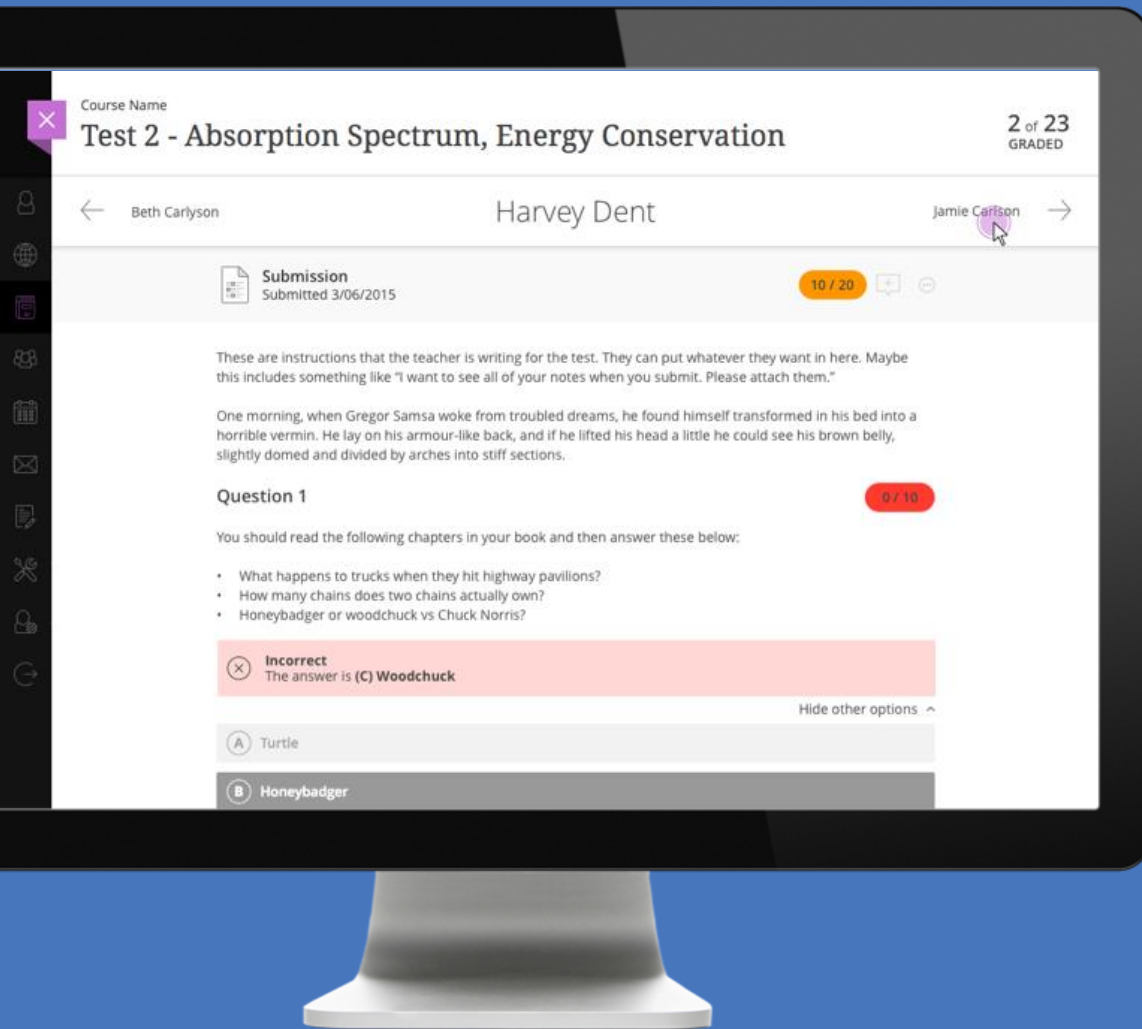 Course Name
Test 2 - Absorption Spectrum, Energy Conservation
2 of 23
GRADED
Beth Carlyson
Harvey Dent
Jamie Carlson
Submission
Submitted 3/06/2015
10 / 20
These are instructions that the teacher is writing for the test. They can put whatever they want in here. Maybe
this includes something like “I want to see all of your notes when you submit. Please attach them.”
One morning, when Gregor Samsa woke from troubled dreams, he found himself transformed in his bed into a
horrible vermin. He lay on his armour-like back, and if he lifted his head a little he could see his brown belly,
slightly domed and divided by arches into stiff sections.
Question 1
0 / 10
You should read the following chapters in your book and then answer these below:
• What happens to trucks when they hit highway pavilions?
• How many chains does two chains actually own?
• Honeybadger or woodchuck vs Chuck Norris?
Incorrect
The answer is (C) Woodchuck
Hide other options
A Turtle
B Honeybadger